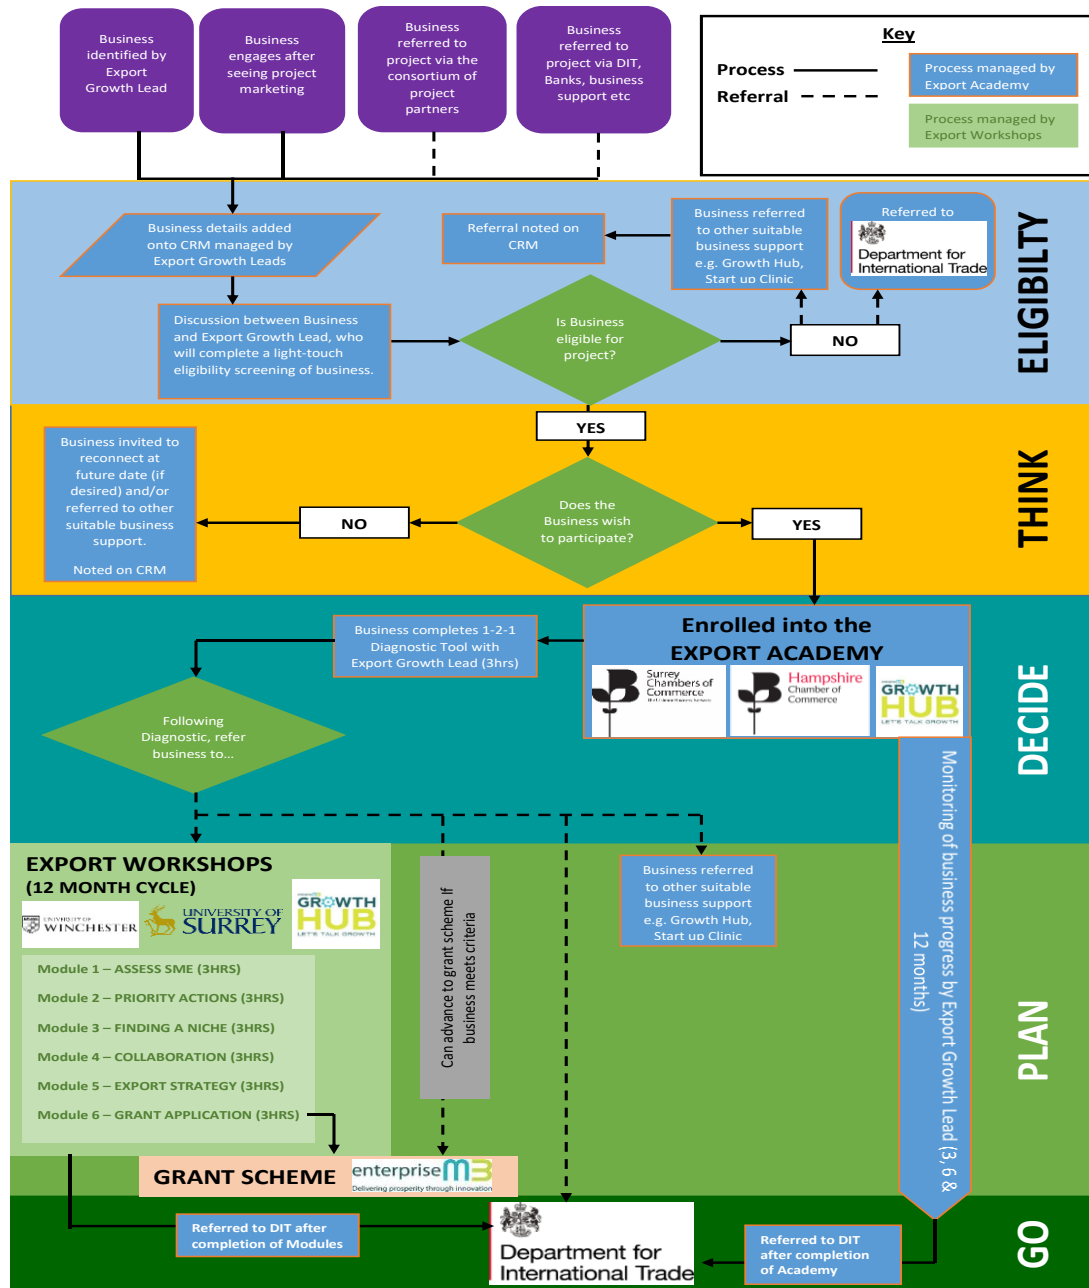 Business
identified by
Export
Growth Lead
Business
engages after
seeing project
marketing
Business
referred to
project via the
consortium of
project
partners
Business
referred to
project via DIT,
Banks, business
support etc
Key
Process
Referral
Process managed by
Export Academy
Process managed by
Export Workshops
ELIGIBILTY
Business details added
onto CRM managed by
Export Growth Leads
Referral noted on
CRM
Business referred
to other suitable
business support
e.g. Growth Hub,
Start up Clinic
Referred to
Department for
International Trade
Discussion between Business
and Export Growth Lead, who
will complete a light-touch
eligibility screening of business.
Is Business
eligible for
project?
NO
YES
THINK
Business invited to
reconnect at
future date (if
desired) and/or
referred to other
suitable business
support.
Noted on CRM
NO
Does the
Business wish
to participate?
YES
DECIDE
Business completes 1-2-1
Diagnostic Tool with
Export Growth Lead (3hrs)
Enrolled into the
EXPORT ACADEMY
Surrey
Chambers of
Commerce
Hampshire
Chamber of
Commerce
GROWTH
HUB
LET'S TALK GROWTH
Following
Diagnostic, refer
business to...
Monitoring of business progress by Export Growth Lead (3, 6 &
12 months)
PLAN
EXPORT WORKSHOPS
(12 MONTH CYCLE)
UNIVERSITY OF
WINCHESTER
UNIVERSITY OF
SURREY
GROWTH
HUB
LET'S TALK GROWTH
Module 1 – ASSESS SME (3HRS)
Module 2 – PRIORITY ACTIONS (3HRS)
Module 3 – FINDING A NICHE (3HRS)
Module 4 – COLLABORATION (3HRS)
Module 5 – EXPORT STRATEGY (3HRS)
Module 6 – GRANT APPLICATION (3HRS)
Can advance to grant scheme If
business meets criteria
Business referred
to other suitable
business support
e.g. Growth Hub,
Start up Clinic
GRANT SCHEME
enterprise M3
Delivering prosperity through innovation
GO
Referred to DIT after
completion of Modules
Department for
International Trade
Referred to DIT
after completion
of Academy